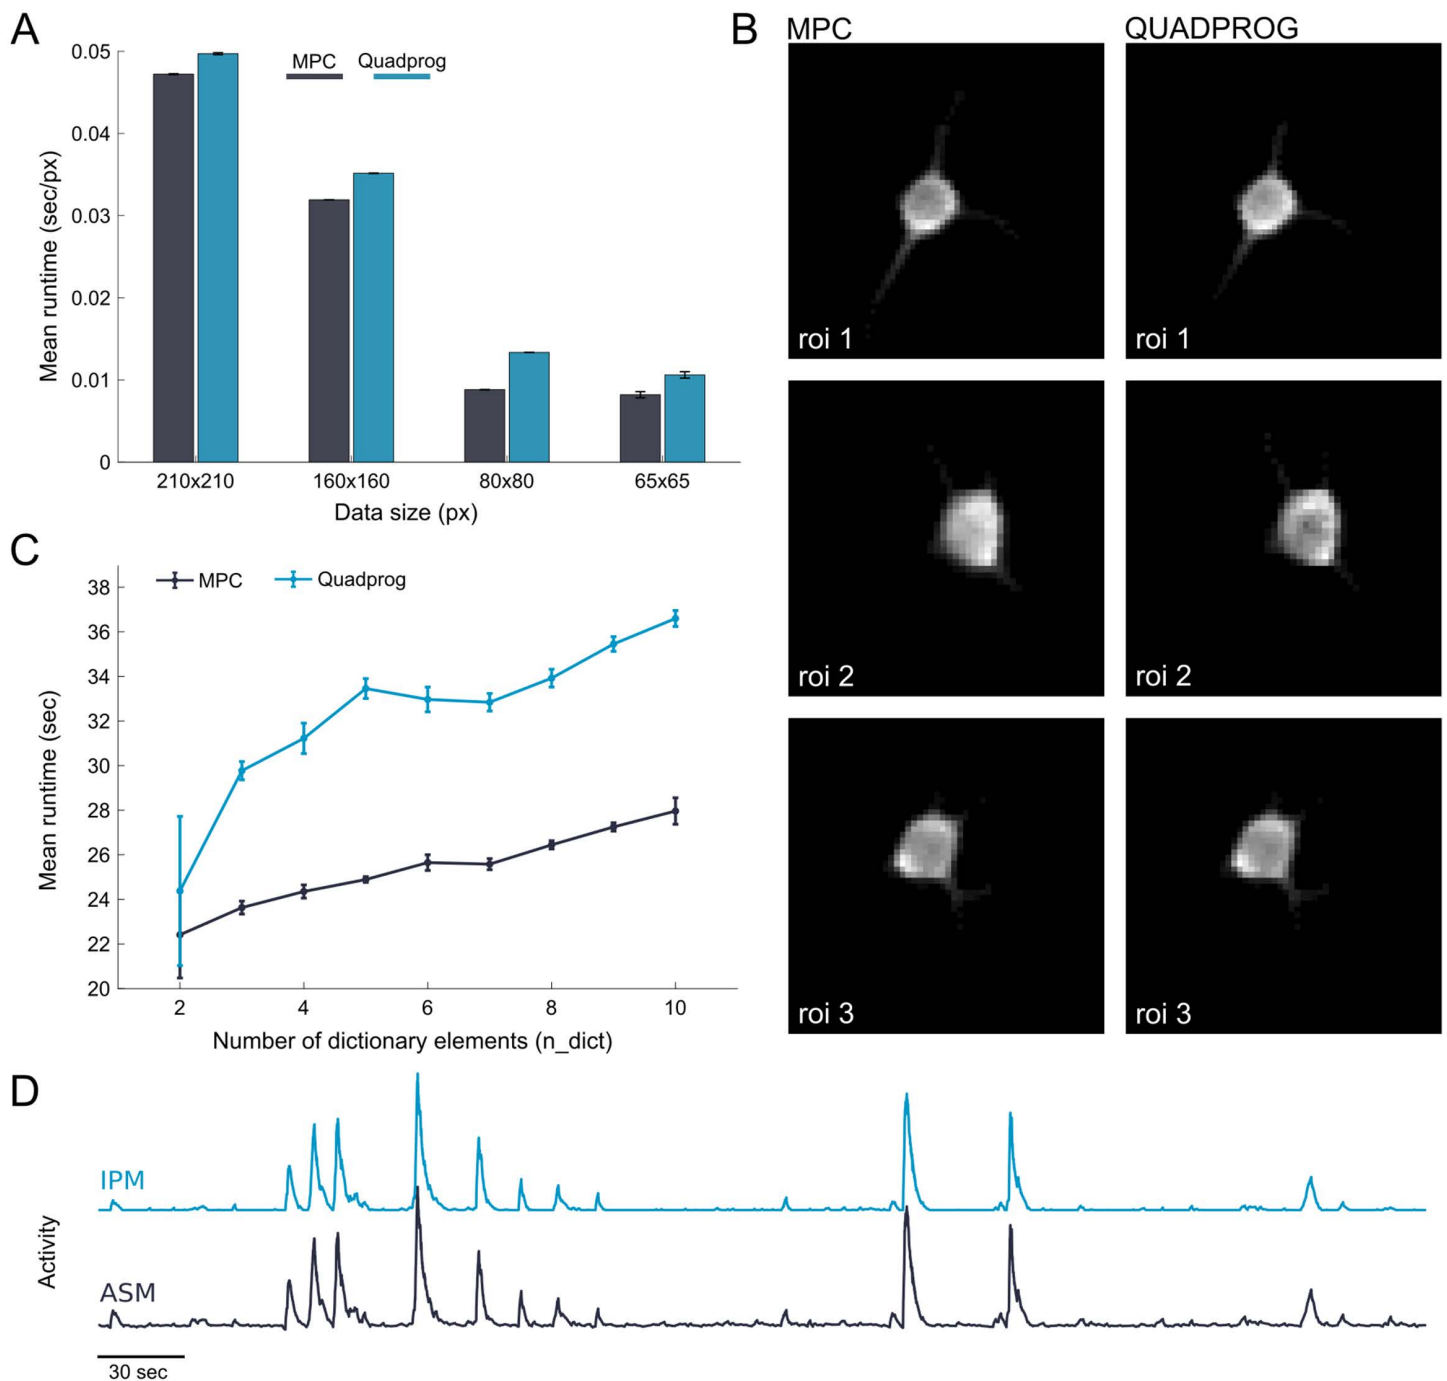 A
MPC Quadprog
0.05
0.04
0.03
0.02
0.01
0
Mean runtime (sec/px)
210x210 160x160 80x80 65x65
Data size (px)
B
MPC QUADPROG
roi 1 roi 1
roi 2 roi 2
roi 3 roi 3
C
MPC Quadprog
38
36
34
32
30
28
26
24
22
20
Mean runtime (sec)
2 4 6 8 10
Number of dictionary elements (n_dict)
D
IPM
Activity
ASM
30 sec